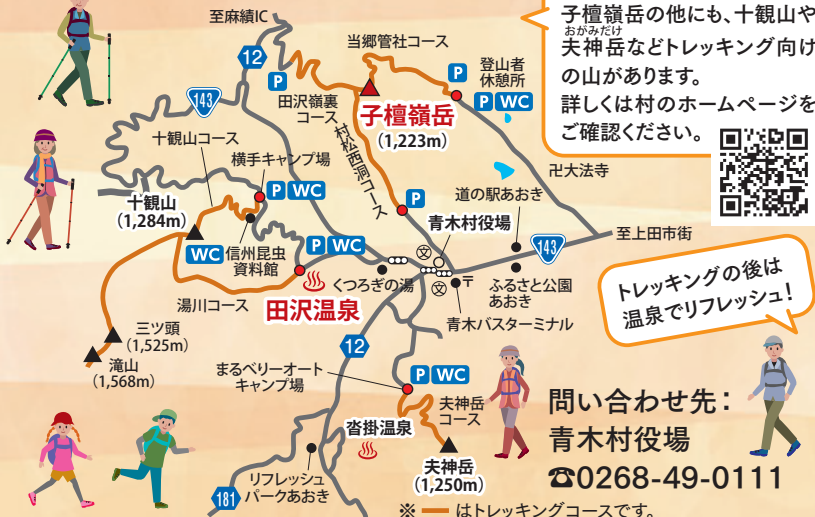 至麻績IC
12
143
P
当郷管社コース
登山者
休憩所
P
P WC
子檀嶺岳の他にも、十観山や
おがみだけ
夫神岳などトレッキング向け
の山があります。
詳しくは村のホームページを
ご確認ください。
田沢嶺裏
コース
子檀嶺岳
(1,223m)
村松西洞コース
十観山コース
横手キャンプ場
P WC
十観山
(1,284m)
P
卍大法寺
道の駅あおき
青木村役場
文
143
至上田市街
WC
信州昆虫
資料館
P WC
くつろぎの湯
文
〒
ふるさと公園
あおき
湯川コース
田沢温泉
青木バスターミナル
トレッキングの後は
温泉でリフレッシュ!
三ツ頭
(1,525m)
滝山
(1,568m)
12
まるベリーオート
キャンプ場
P WC
夫神岳
コース
沓掛温泉
夫神岳
(1,250m)
リフレッシュ
パークあおき
181
問い合わせ先:
青木村役場
☎0268-49-0111
※ ━ はトレッキングコースです。